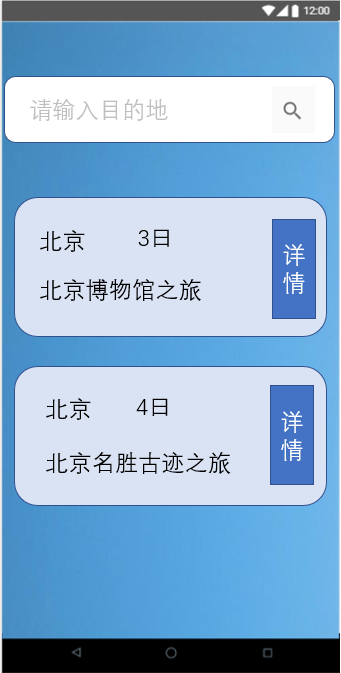 12:00
请输入目的地
北京 3日
北京博物馆之旅
详情
北京 4日
北京名胜古迹之旅
详情